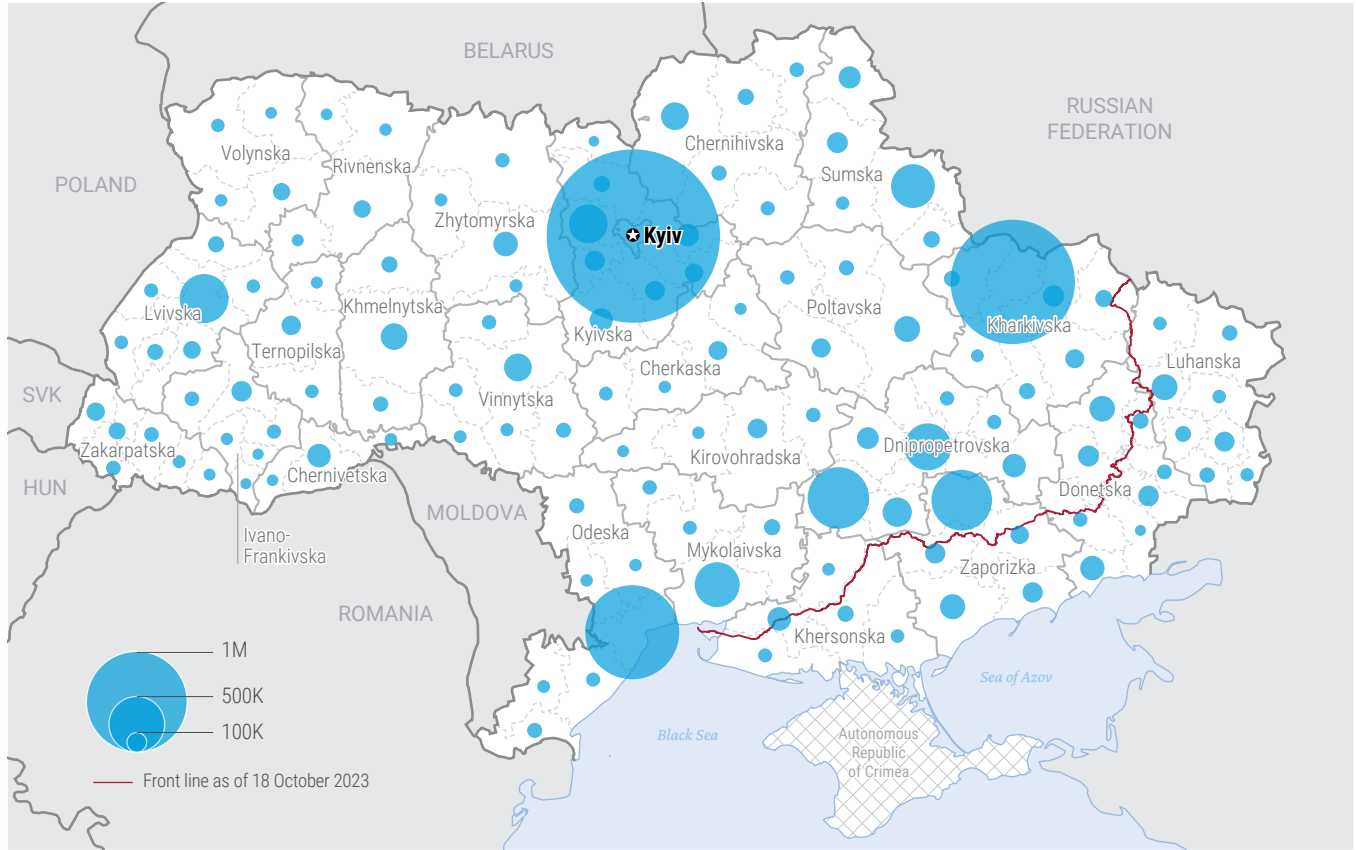 BELARUS
RUSSIAN
FEDERATION
POLAND
Volynska
Rivnenska
Chernihivska
Sumska
Zhytomyrska
Kyiv
Lvivska
Khmelnytska
Ternopilska
Kyivska
Poltavska
Kharkivska
Cherkaska
Luhanska
SVK
Vinnytska
Zakarpatska
Chernivetska
Kirovohradska
Dnipropetrovska
Donetska
HUN
MOLDOVA
Ivano-
Frankivska
Odeska
Mykolaivska
Zaporizka
ROMANIA
Khersonska
Sea of Azov
Black Sea
Autonomous
Republic
of Crimea
1M
500K
100K
Front line as of 18 October 2023